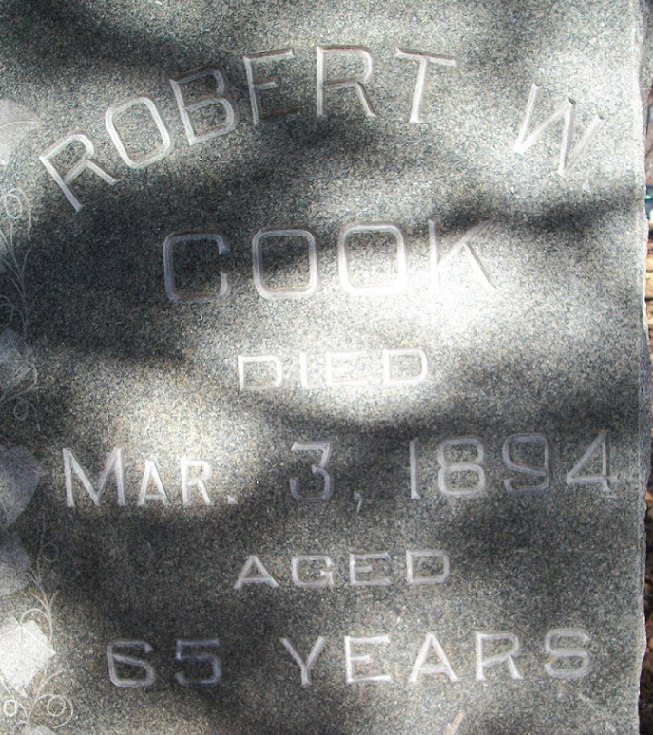 ROBERT W.
COOK
DIED
MAR. 3, 1894
AGED
65 YEARS